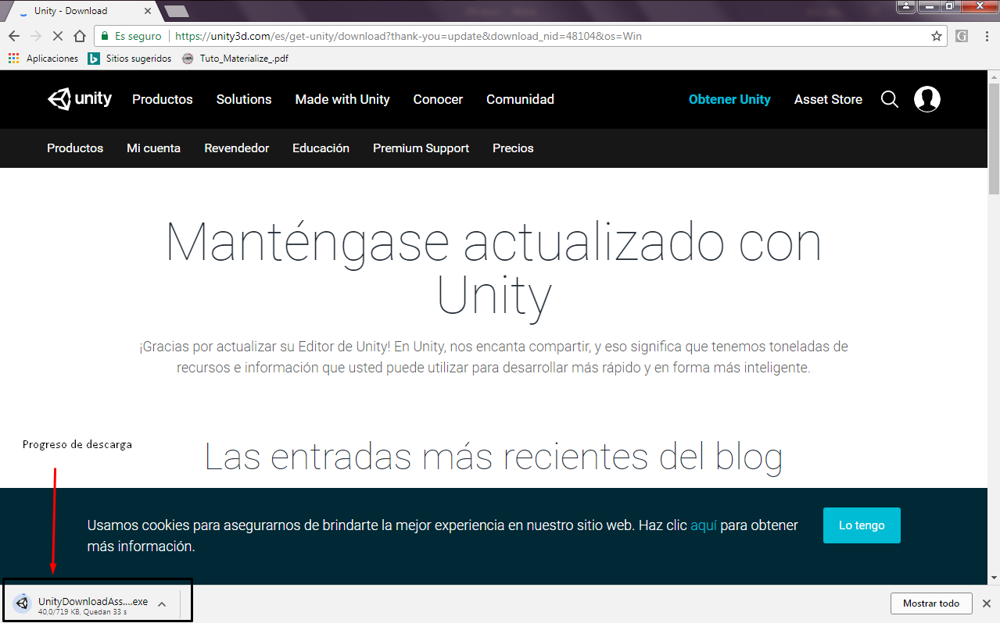 Unity - Download
Es seguro
https://unity3d.com/es/get-unity/download?thank-you=update&download_nid=48104&os=Win
G
Aplicaciones
b
Sitios sugeridos
Tuto_Materialize_.pdf
unity
Productos
Solutions
Made with Unity
Conocer
Comunidad
Obtener Unity
Asset Store
Productos
Mi cuenta
Revendedor
Educación
Premium Support
Precios
Manténgase actualizado con
Unity
¡Gracias por actualizar su Editor de Unity! En Unity, nos encanta compartir, y eso significa que tenemos toneladas de
recursos e información que usted puede utilizar para desarrollar más rápido y en forma más inteligente.
Progreso de descarga
Las entradas más recientes del blog
Usamos cookies para asegurarnos de brindarte la mejor experiencia en nuestro sitio web. Haz clic aquí para obtener
más información.
Lo tengo
UnityDownloadAss....exe
40,0/719 KB, Quedan 33 s
Mostrar todo